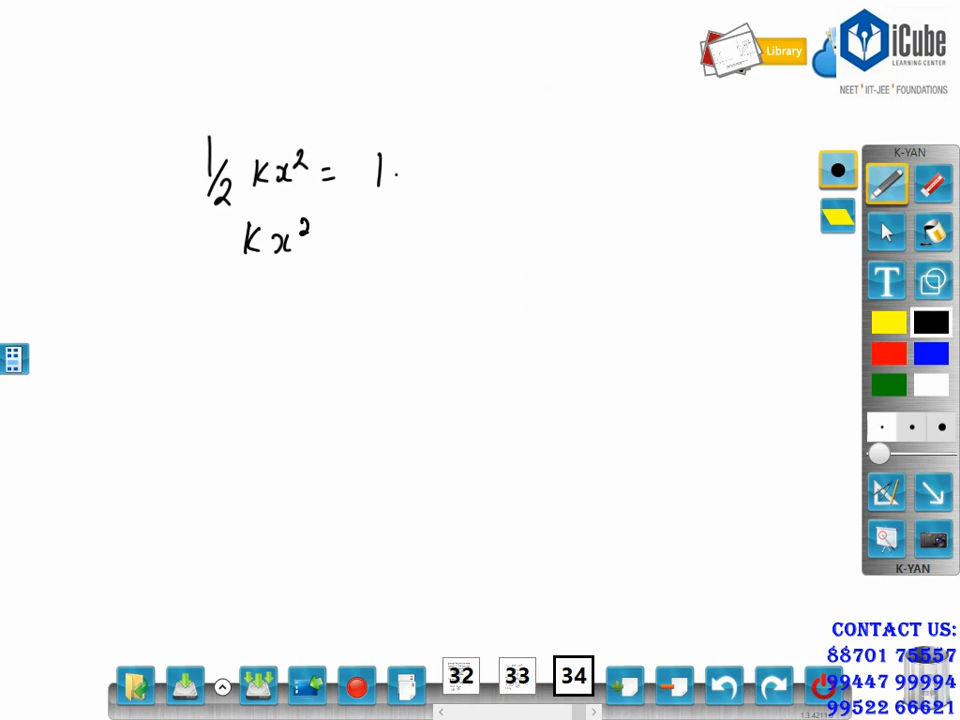 Library
iCube
LEARNING CENTER
NEET ' IIT-JEE ' FOUNDATIONS
1/2 Kx² = 1.
Kx²
K-YAN
T
K-YAN
32
33
34
CONTACT US:
88701 75557
99447 99994
99522 66621